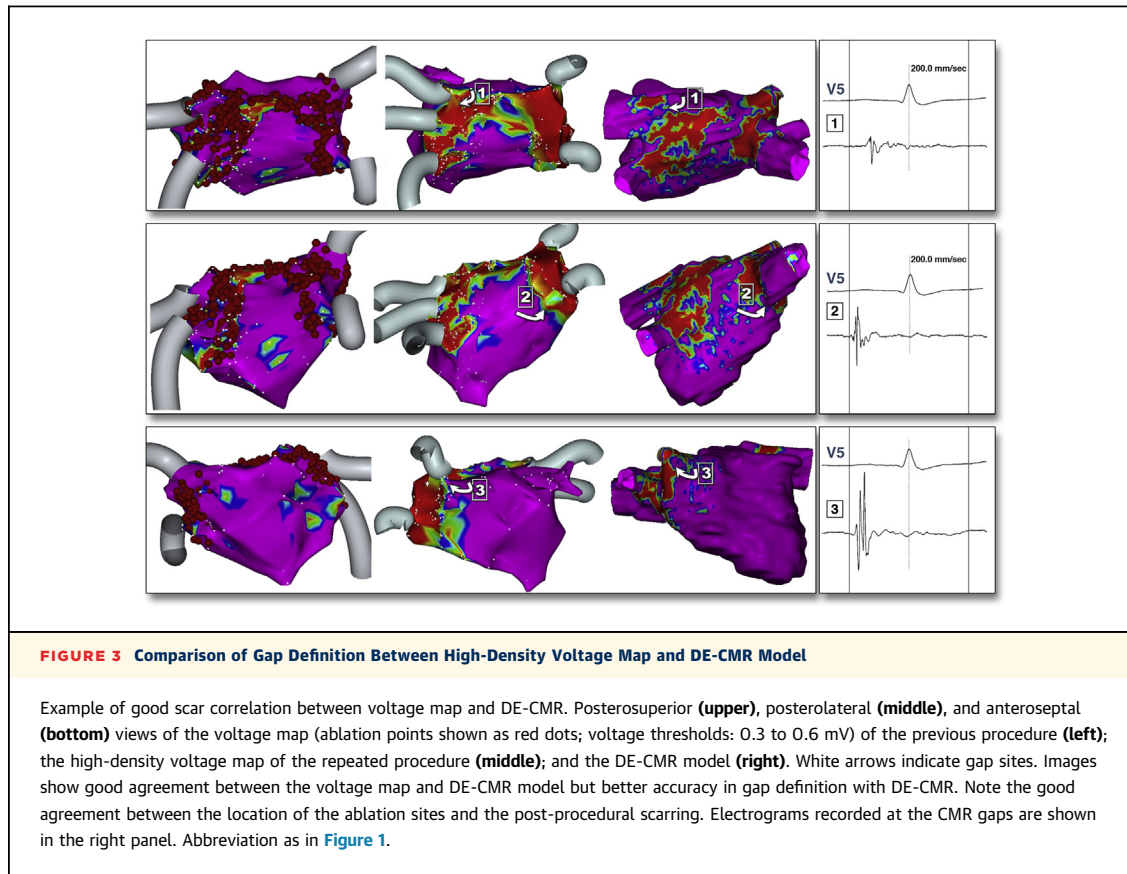 1
1
200.0 mm/sec
V5
1
2
2
200.0 mm/sec
V5
2
3
3
V5
3
FIGURE 3 Comparison of Gap Definition Between High-Density Voltage Map and DE-CMR Model
Example of good scar correlation between voltage map and DE-CMR. Posterosuperior (upper), posterolateral (middle), and anteroseptal
(bottom) views of the voltage map (ablation points shown as red dots; voltage thresholds: 0.3 to 0.6 mV) of the previous procedure (left);
the high-density voltage map of the repeated procedure (middle); and the DE-CMR model (right). White arrows indicate gap sites. Images
show good agreement between the voltage map and DE-CMR model but better accuracy in gap definition with DE-CMR. Note the good
agreement between the location of the ablation sites and the post-procedural scarring. Electrograms recorded at the CMR gaps are shown
in the right panel. Abbreviation as in Figure 1.